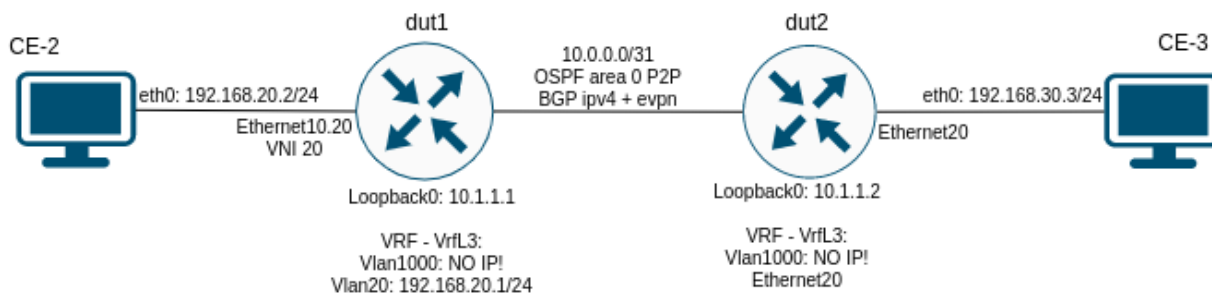 dut1
dut2
CE-2
CE-3
10.0.0.0/31
OSPF area 0 P2P
BGP ipv4 + evpn
eth0: 192.168.20.2/24
eth0: 192.168.30.3/24
Ethernet10.20
VNI 20
Ethernet20
Loopback0: 10.1.1.1
Loopback0: 10.1.1.2
VRF - VrfL3:
Vlan1000: NO IP!
Vlan20: 192.168.20.1/24
VRF - VrfL3:
Vlan1000: NO IP!
Ethernet20